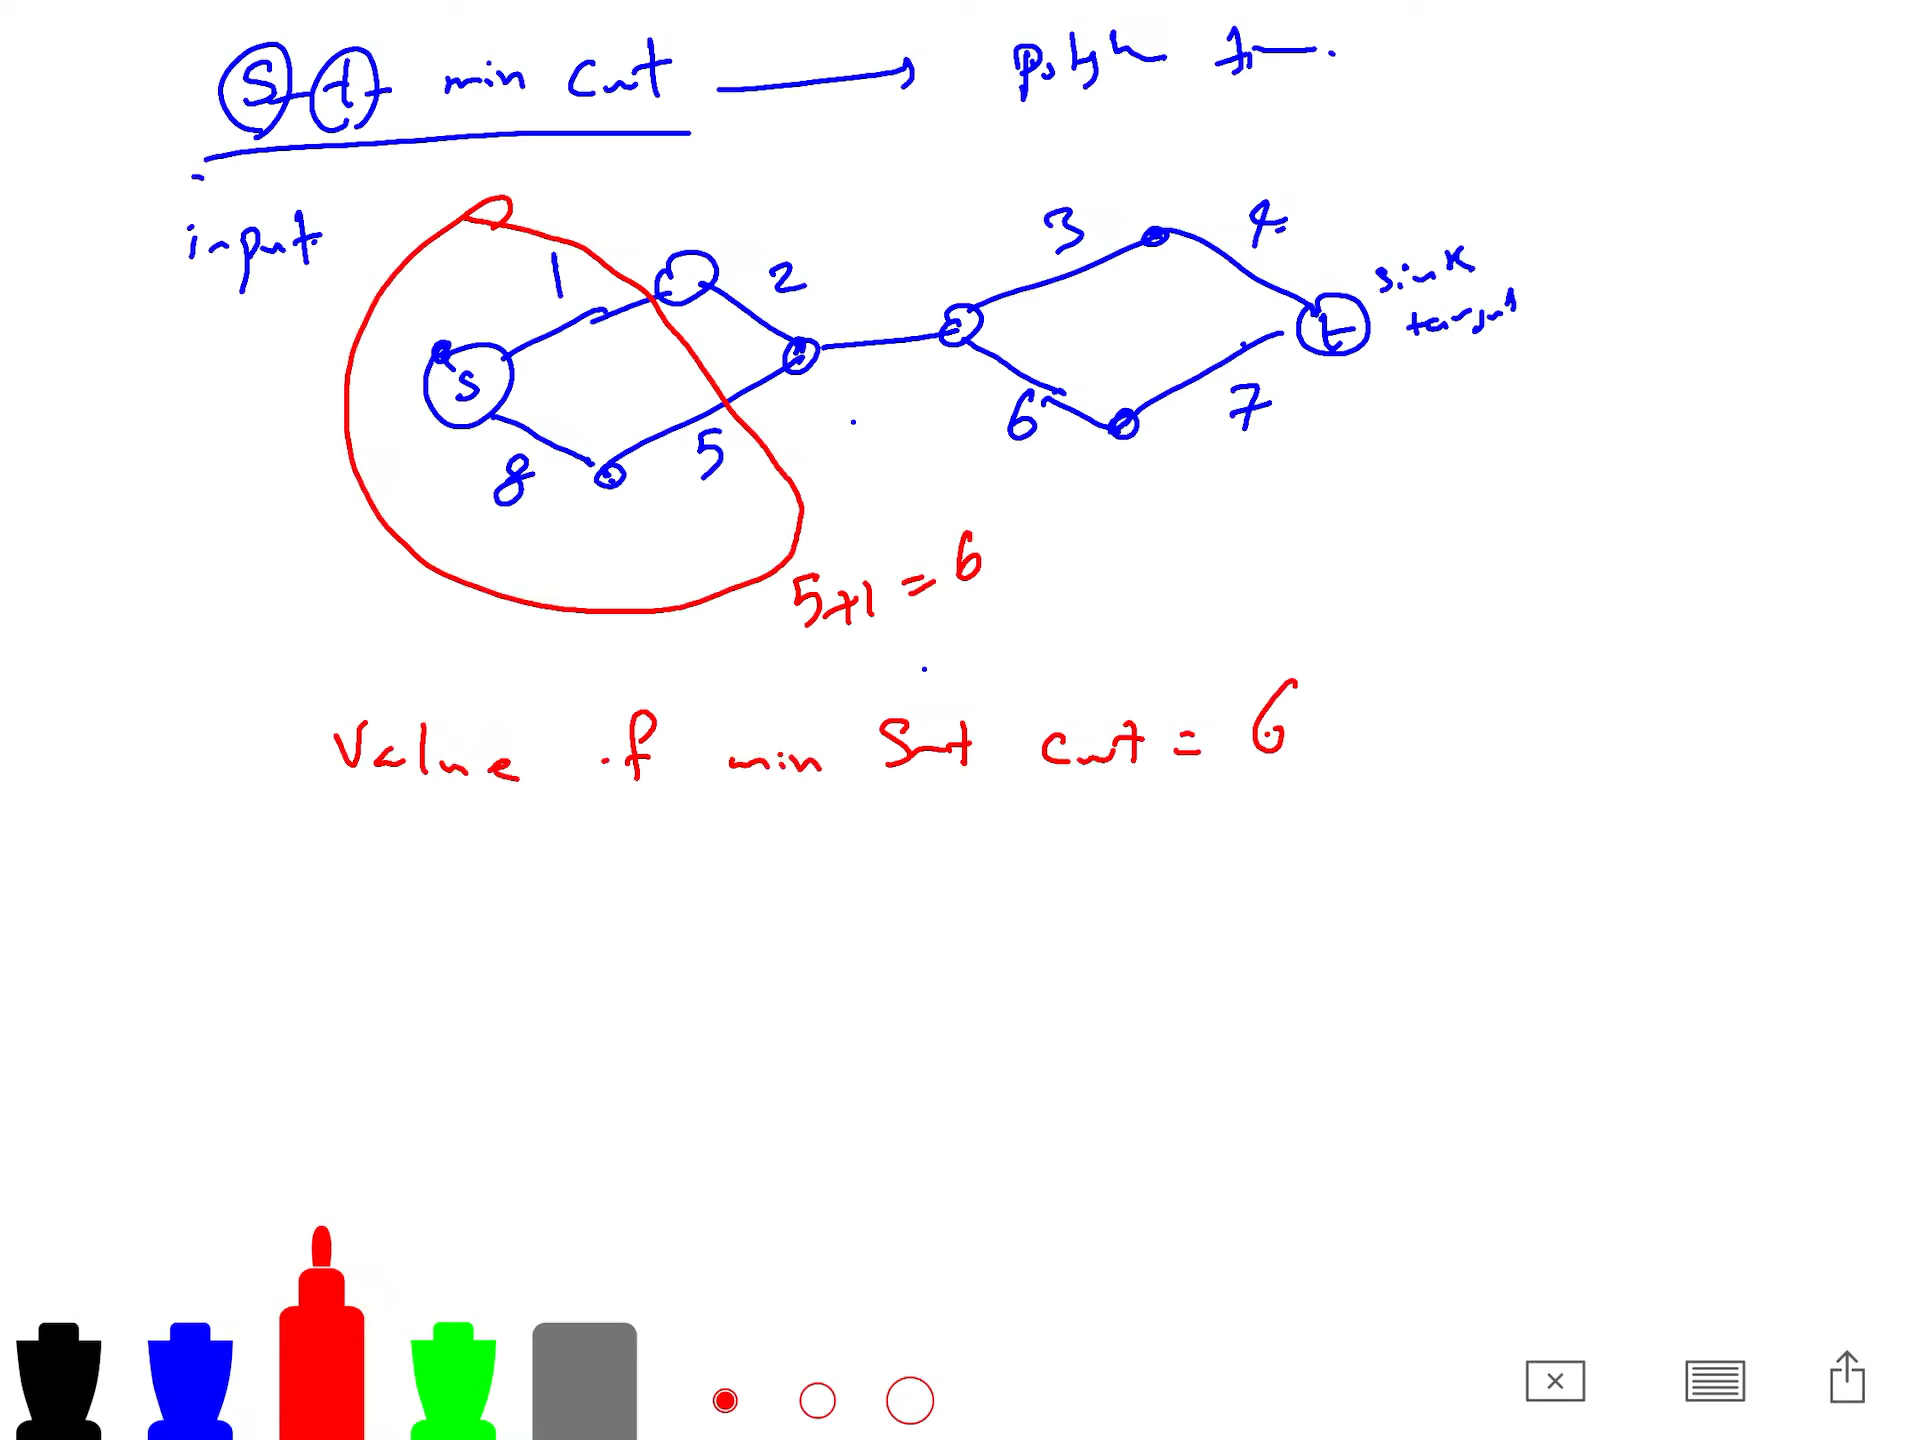 S-t min cut → Polyn
input
3 4
1 2 sink
target
S t
6 7
8 5
5+1 = 6
Value of min S-t cut = 6